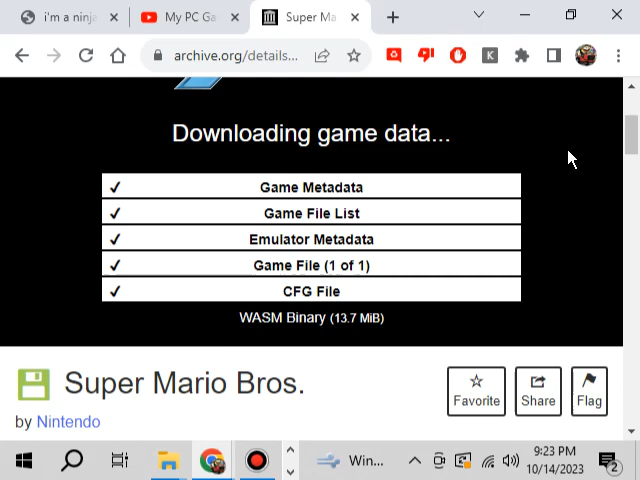 i'm a ninja
My PC Ga
Super Ma
archive.org/details...
K
Downloading game data...
Game Metadata
Game File List
Emulator Metadata
Game File (1 of 1)
CFG File
WASM Binary (13.7 MiB)
Super Mario Bros.
Favorite
Share
Flag
by Nintendo
Win...
9:23 PM
10/14/2023
2